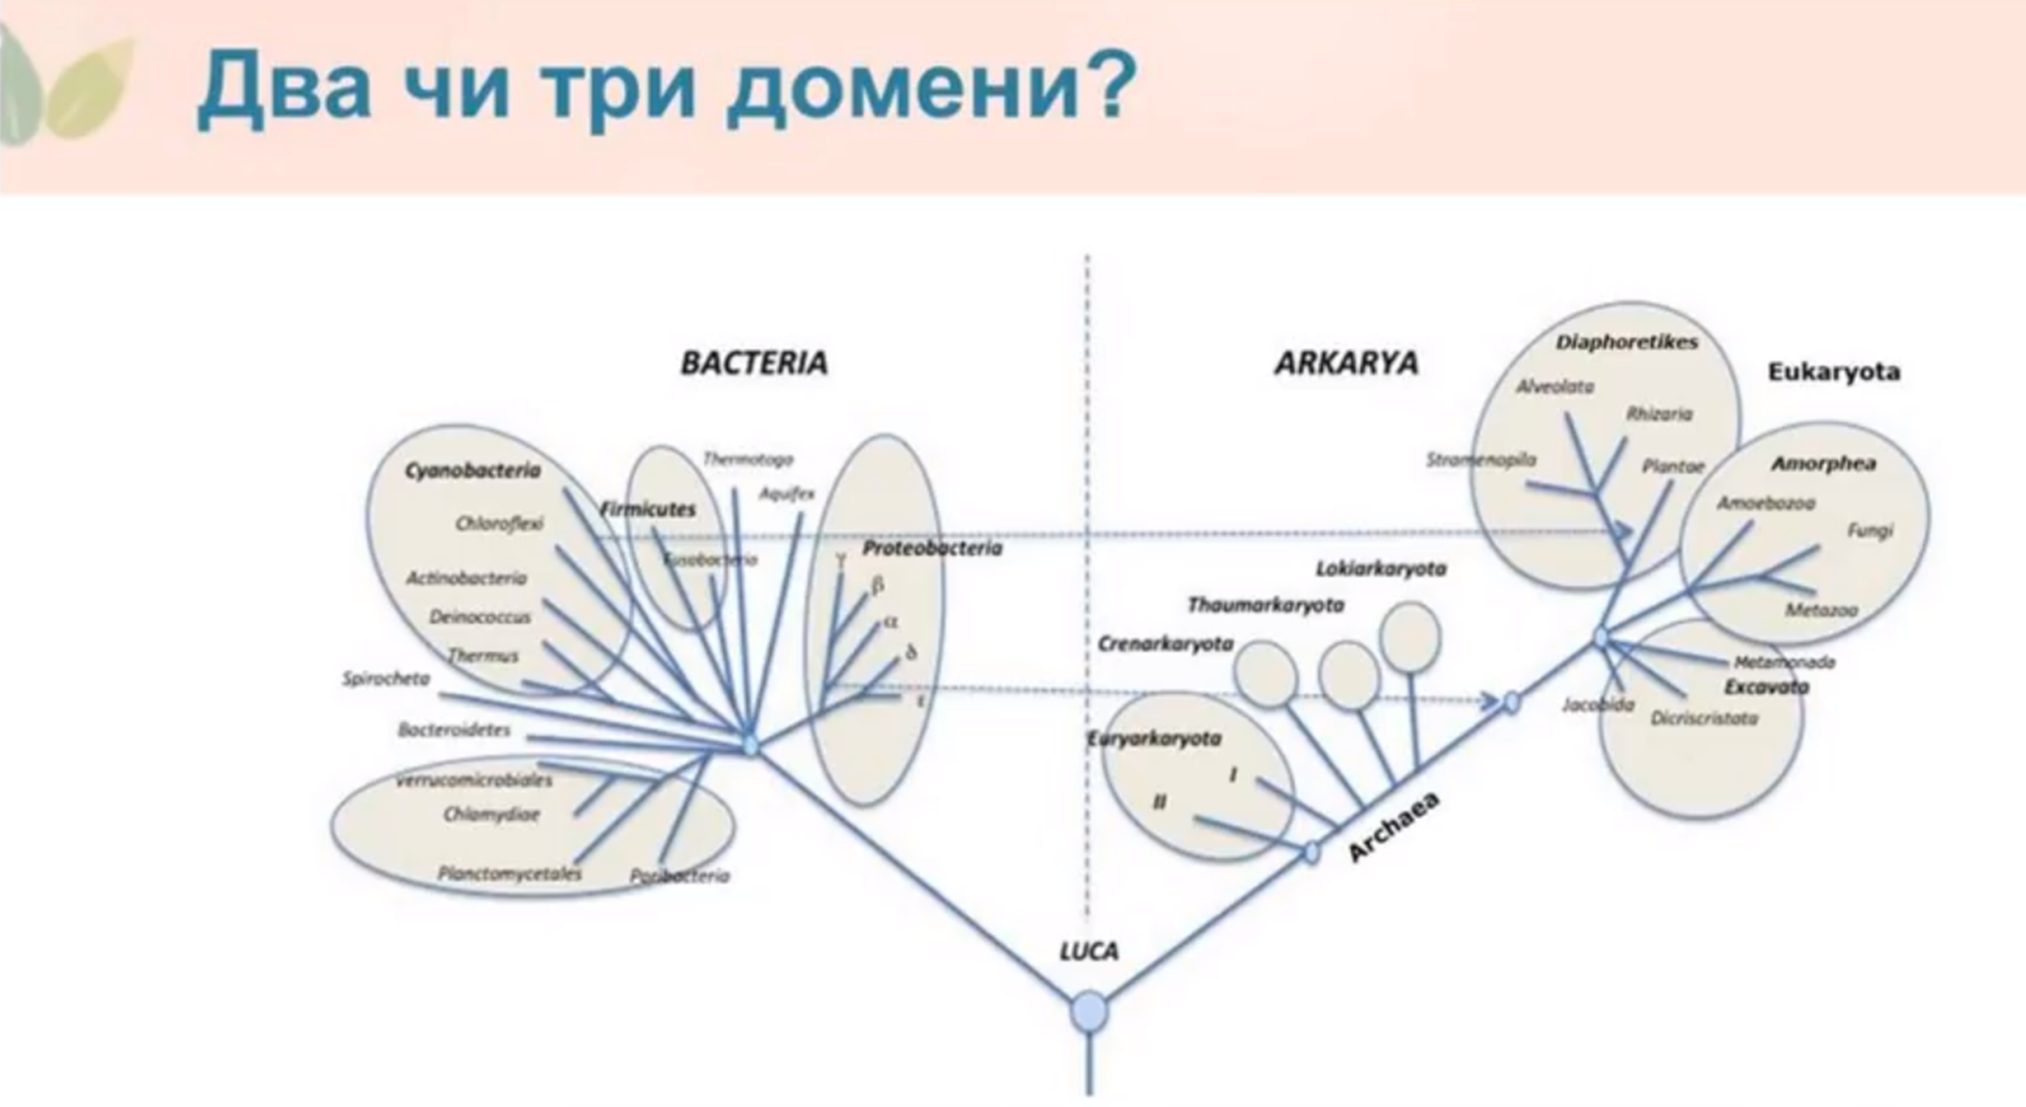 Два чи три домени?
BACTERIA
ARKARYA
Diaphoretikes
Eukaryota
Alveolata
Rhizaria
Stramenopila
Plantae
Amorphea
Amoebozoa
Fungi
Metazoa
Cyanobacteria
Chloroflexi
Actinobacteria
Deinococcus
Thermus
Spirocheta
Bacteroidetes
verrucomicrobiales
Chlamydiae
Planctomycetales
Poribacteria
Firmicutes
Fusobacteria
Thermotoga
Aquifex
Proteobacteria
γ
β
α
δ
ε
Lokiarkaryota
Thaumarkaryota
Crenarkaryota
Euryarkaryota
I
II
Archaea
Metamonada
Excavata
Jacobida
Dicriscristata
LUCA